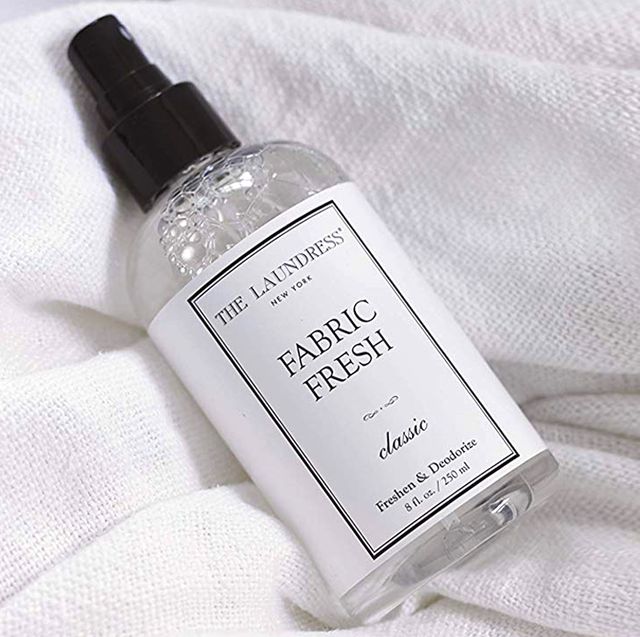 THE LAUNDRESS®
NEW YORK
FABRIC
FRESH
classic
Freshen & Deodorize
8 fl. oz. / 250 ml